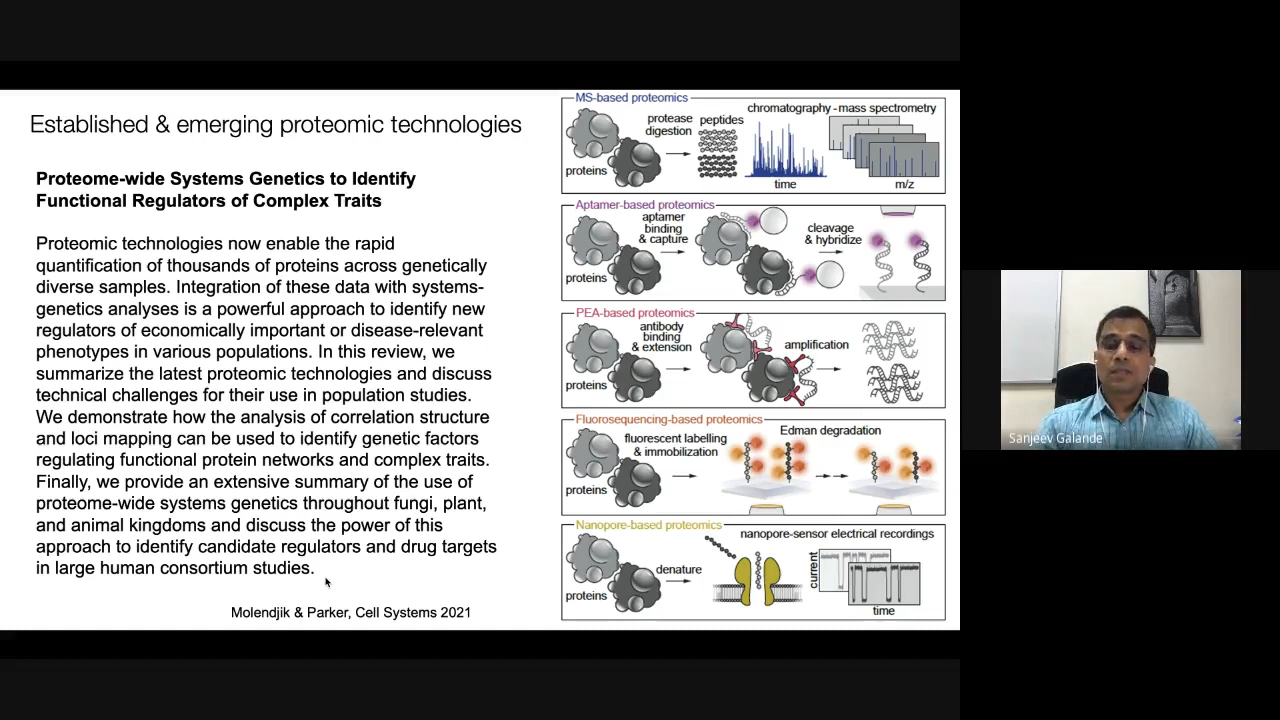 Established & emerging proteomic technologies
Proteome-wide Systems Genetics to Identify
Functional Regulators of Complex Traits
Proteomic technologies now enable the rapid
quantification of thousands of proteins across genetically
diverse samples. Integration of these data with systems-
genetics analyses is a powerful approach to identify new
regulators of economically important or disease-relevant
phenotypes in various populations. In this review, we
summarize the latest proteomic technologies and discuss
technical challenges for their use in population studies.
We demonstrate how the analysis of correlation structure
and loci mapping can be used to identify genetic factors
regulating functional protein networks and complex traits.
Finally, we provide an extensive summary of the use of
proteome-wide systems genetics throughout fungi, plant,
and animal kingdoms and discuss the power of this
approach to identify candidate regulators and drug targets
in large human consortium studies.
Molendjik & Parker, Cell Systems 2021
MS-based proteomics
proteins
protease
digestion
peptides
chromatography - mass spectrometry
time
m/z
Aptamer-based proteomics
proteins
aptamer
binding
& capture
cleavage
& hybridize
PEA-based proteomics
proteins
antibody
binding
& extension
amplification
Fluorosequencing-based proteomics
proteins
fluorescent labelling
& immobilization
Edman degradation
Nanopore-based proteomics
proteins
denature
nanopore-sensor electrical recordings
current
time
Sanjeev Galande